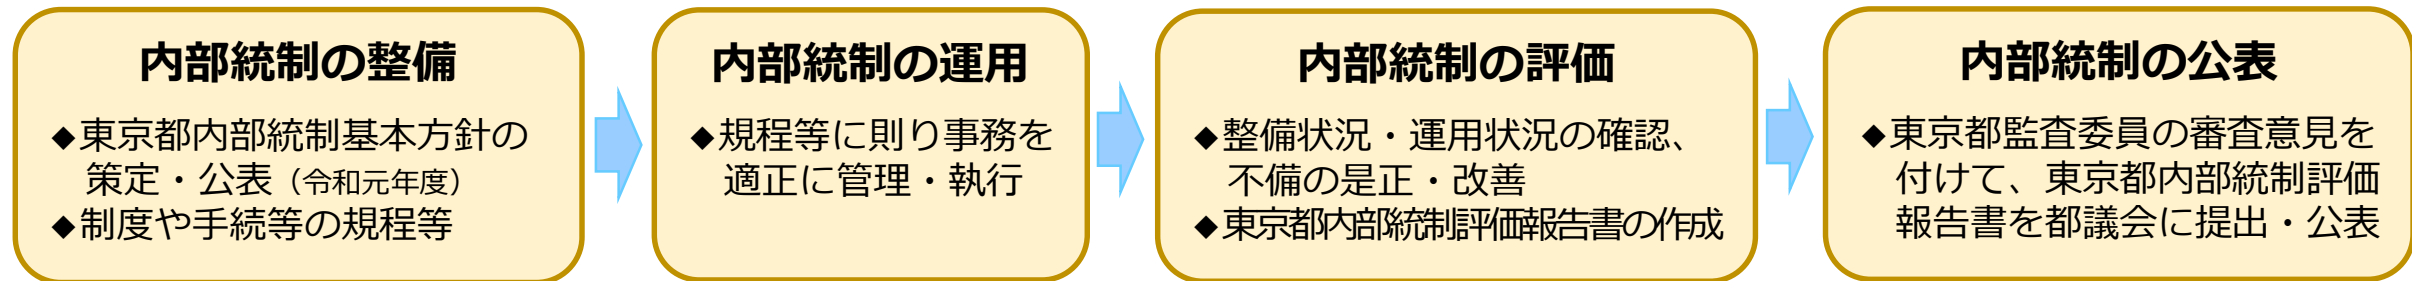 内部統制の整備
◆東京都内部統制基本方針の
策定・公表（令和元年度）
◆制度や手続等の規程等
内部統制の運用
◆規程等に則り事務を
適正に管理・執行
内部統制の評価
◆整備状況・運用状況の確認、
不備の是正・改善
◆東京都内部統制評価報告書の作成
内部統制の公表
◆東京都監査委員の審査意見を
付けて、東京都内部統制評価
報告書を都議会に提出・公表